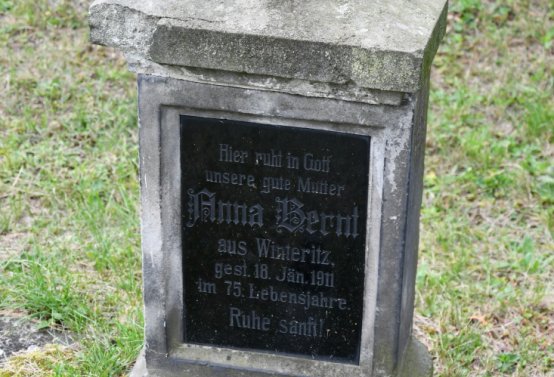 Hier ruht in Gott
unsere gute Mutter
Anna Bernt
aus Winteritz,
gest. 18. Jän. 1911
im 75. Lebensjahre.
Ruhe sanft!